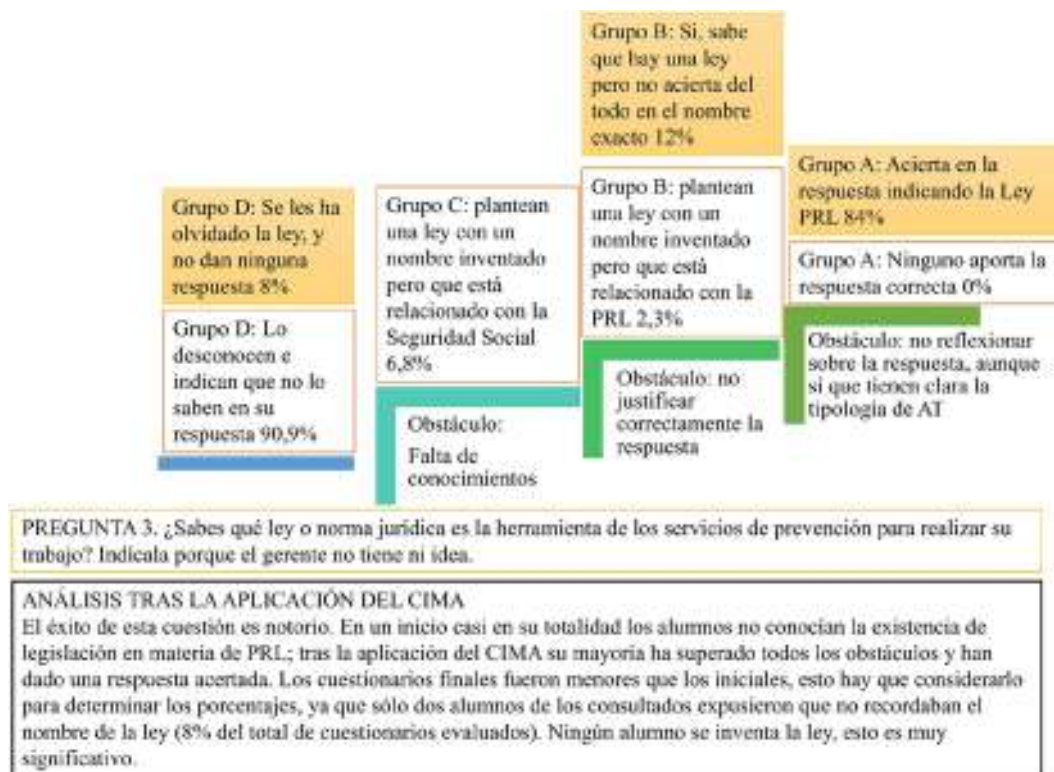 Grupo D: Se les ha
olvidado la ley, y
no dan ninguna
respuesta 8%
Grupo D: Lo
desconocen e
indican que no lo
saben en su
respuesta 90,9%
Grupo C: plantean
una ley con un
nombre inventado
pero que está
relacionado con la
Seguridad Social
6,8%
Obstáculo:
Falta de
conocimientos
Grupo B: Si, sabe
que hay una ley
pero no acierta del
todo en el nombre
exacto 12%
Grupo B: plantean
una ley con un
nombre inventado
pero que está
relacionado con la
PRL 2,3%
Obstáculo: no
justificar
correctamente la
respuesta
Grupo A: Acierta en la
respuesta indicando la Ley
PRL 84%
Grupo A: Ninguno aporta la
respuesta correcta 0%
Obstáculo: no reflexionar
sobre la respuesta, aunque
si que tienen clara la
tipología de AT
PREGUNTA 3. ¿Sabes qué ley o norma jurídica es la herramienta de los servicios de prevención para realizar su
trabajo? Indícala porque el gerente no tiene ni idea.
ANÁLISIS TRAS LA APLICACIÓN DEL CIMA
El éxito de esta cuestión es notorio. En un inicio casi en su totalidad los alumnos no conocían la existencia de
legislación en materia de PRL; tras la aplicación del CIMA su mayoría ha superado todos los obstáculos y han
dado una respuesta acertada. Los cuestionarios finales fueron menores que los iniciales, esto hay que considerarlo
para determinar los porcentajes, ya que sólo dos alumnos de los consultados expusieron que no recordaban el
nombre de la ley (8% del total de cuestionarios evaluados). Ningún alumno se inventa la ley, esto es muy
significativo.